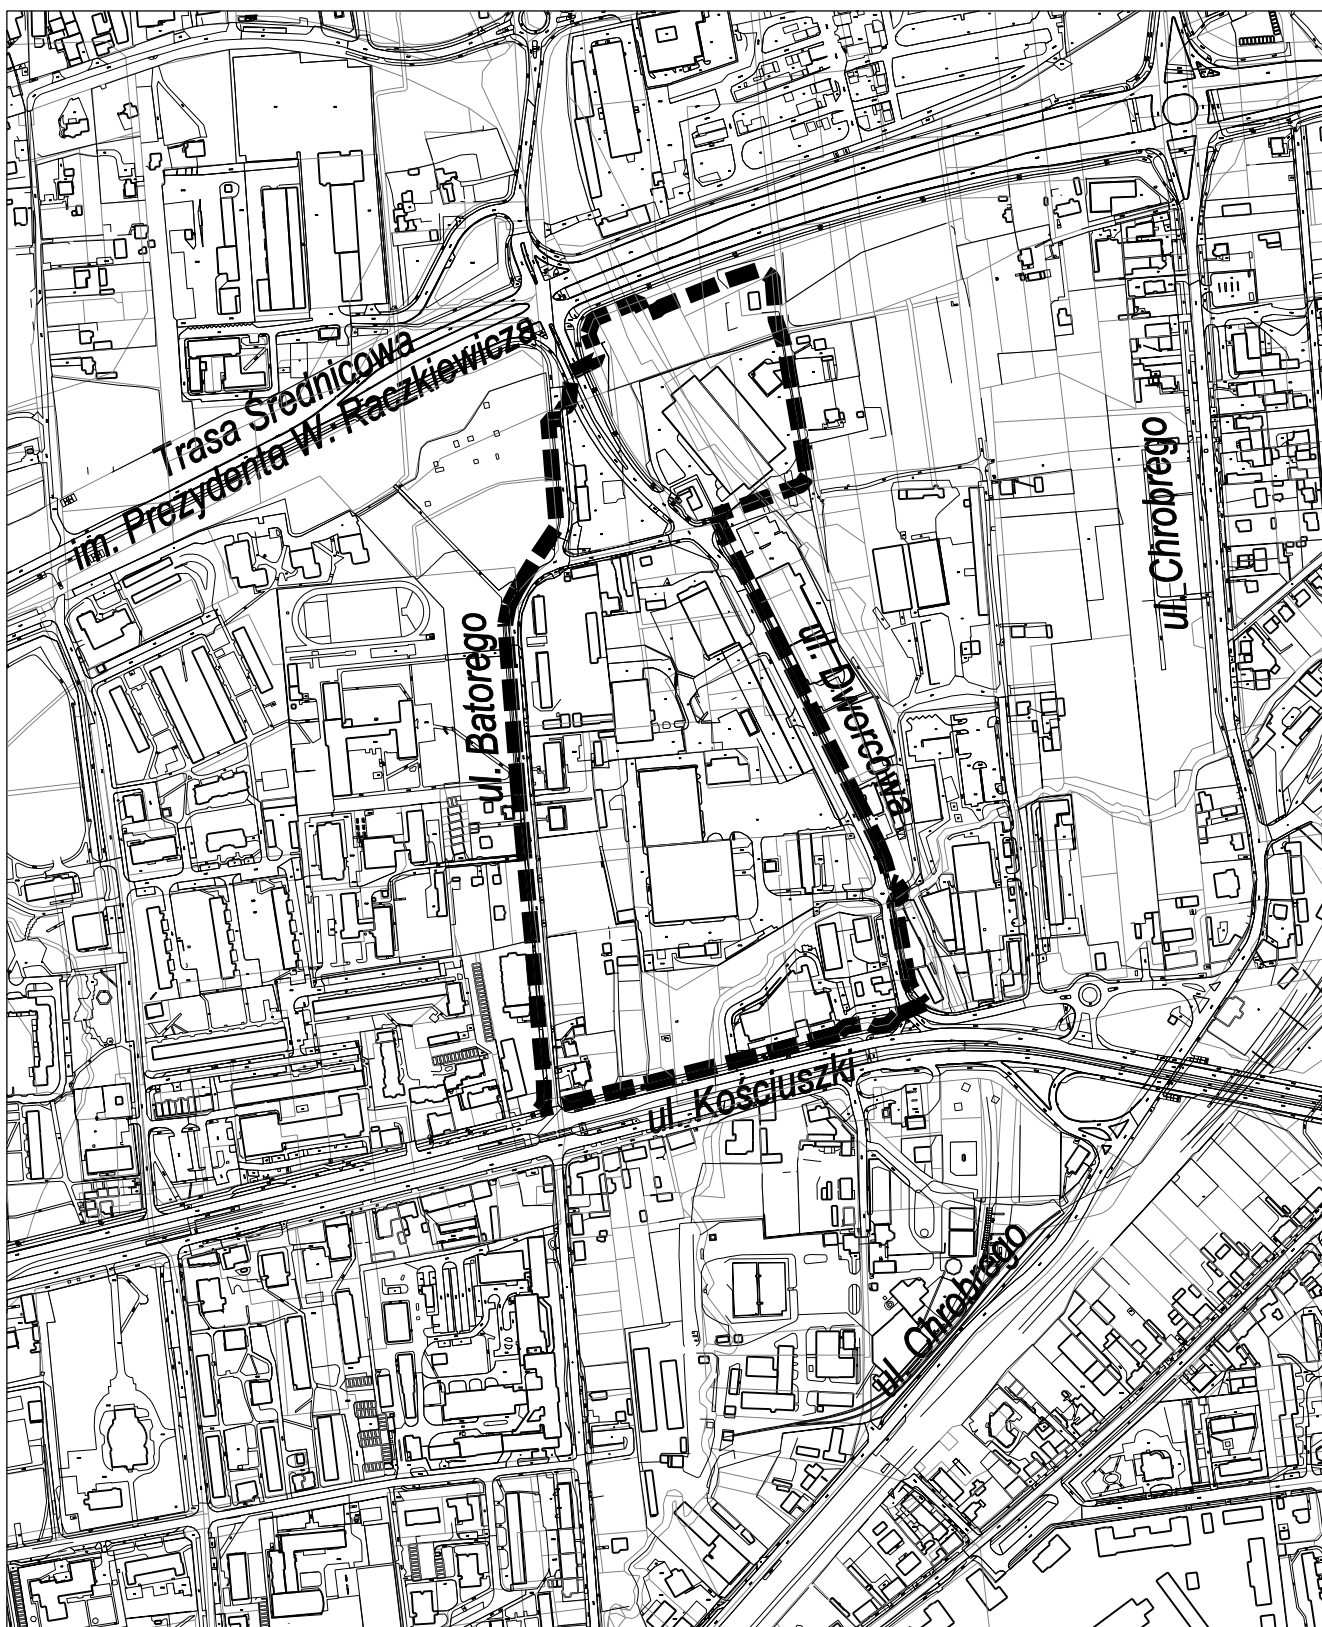 Trasa Średnicowa
im. Prezydenta W. Raczkiewicza
ul. Chrobrego
ul. Batorego
ul. Dworcowa
ul. Kościuszki
ul. Chrobrego